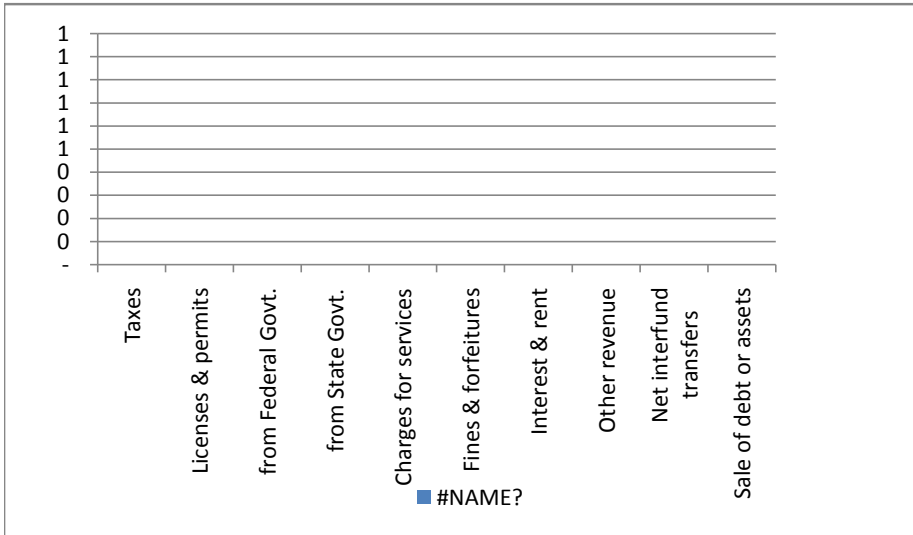 1
1
1
1
1
1
0
0
0
0
-
Taxes
Licenses & permits
from Federal Govt.
from State Govt.
Charges for services
Fines & forfeitures
Interest & rent
Other revenue
Net interfund
transfers
Sale of debt or assets
#NAME?